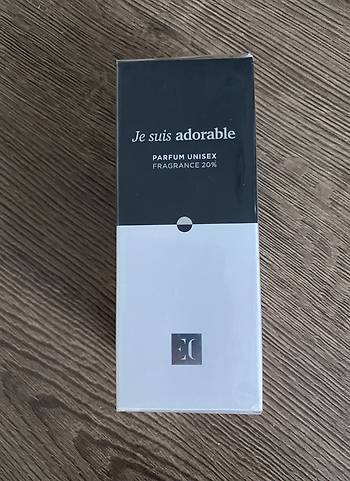 Je suis adorable
PARFUM UNISEX
FRAGRANCE 20%